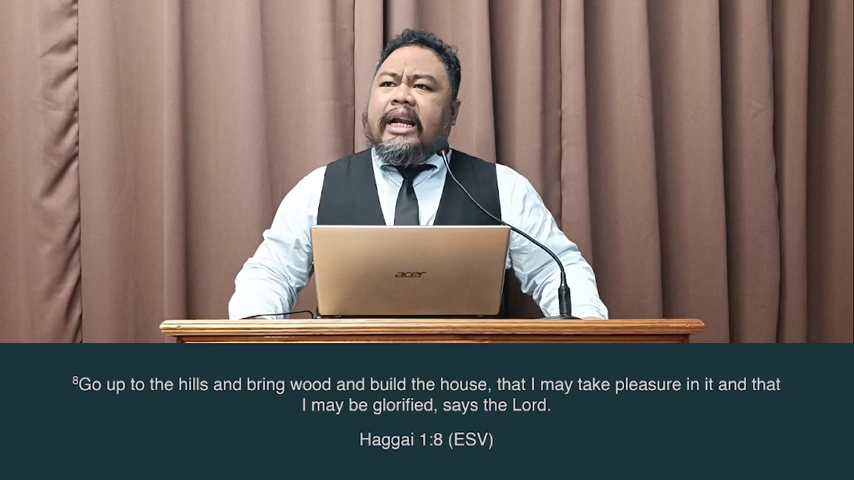 acer
⁸Go up to the hills and bring wood and build the house, that I may take pleasure in it and that
I may be glorified, says the Lord.
Haggai 1:8 (ESV)